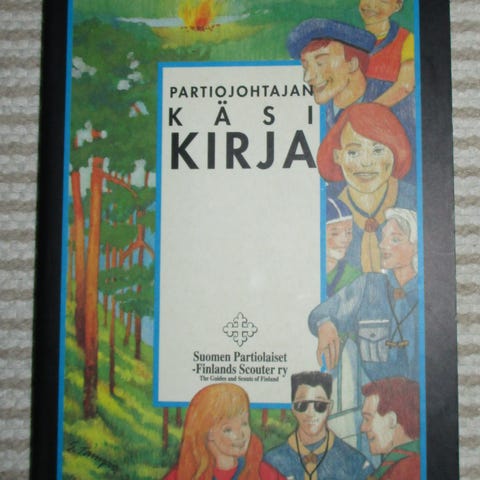 PARTIOJOHTAJAN
KÄSI
KIRJA
Suomen Partiolaiset
-Finlands Scouter ry
The Guides and Scouts of Finland